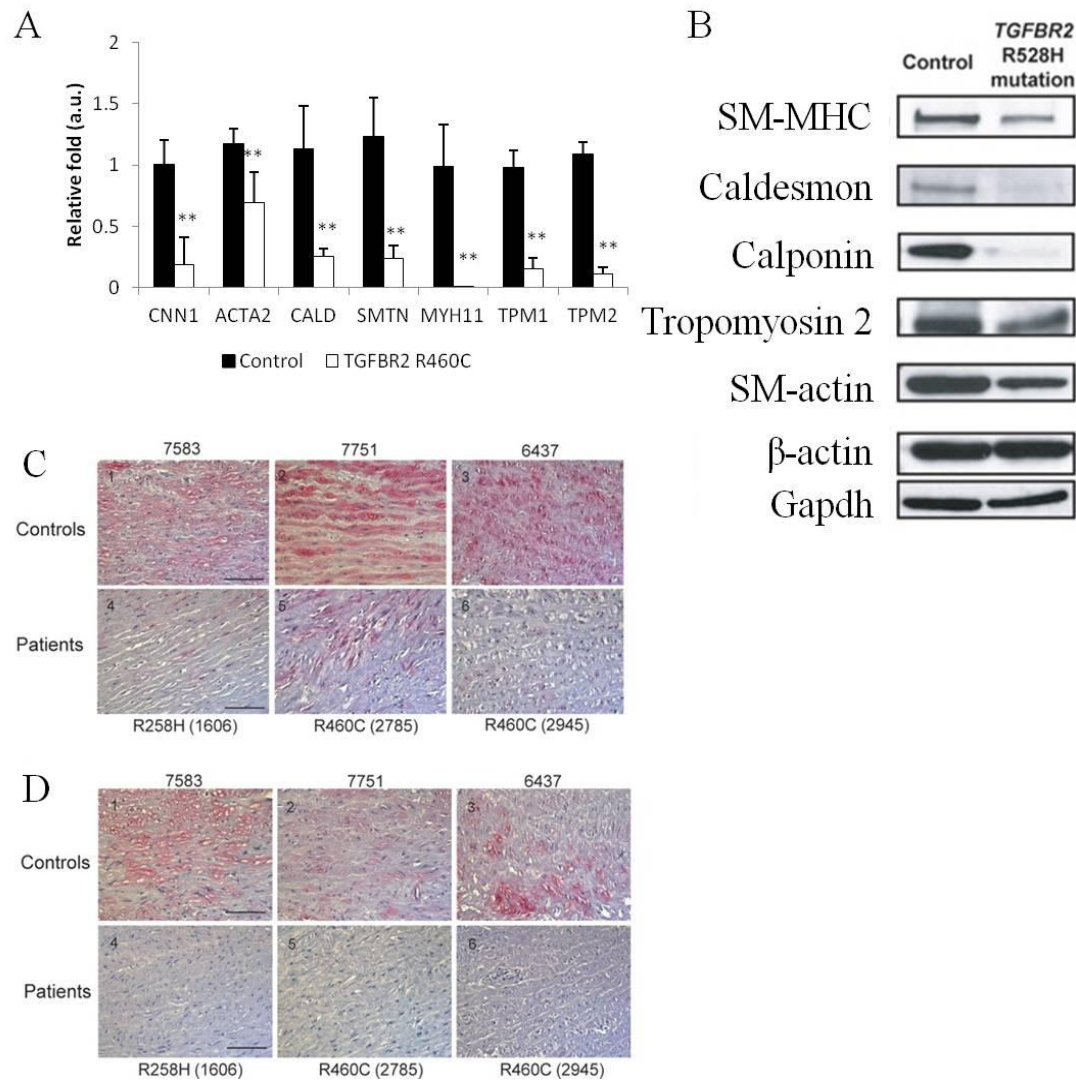 A
2
1.5
1
0.5
0
Relative fold (a.u.)
** ** ** ** ** ** **
CNN1 ACTA2 CALD SMTN MYH11 TPM1 TPM2
Control TGFBR2 R460C
B
Control
TGFBR2
R528H
mutation
SM-MHC
Caldesmon
Calponin
Tropomyosin 2
SM-actin
β-actin
Gapdh
C
7583 7751 6437
Controls
1 2 3
Patients
4 5 6
R258H (1606) R460C (2785) R460C (2945)
D
7583 7751 6437
Controls
1 2 3
Patients
4 5 6
R258H (1606) R460C (2785) R460C (2945)